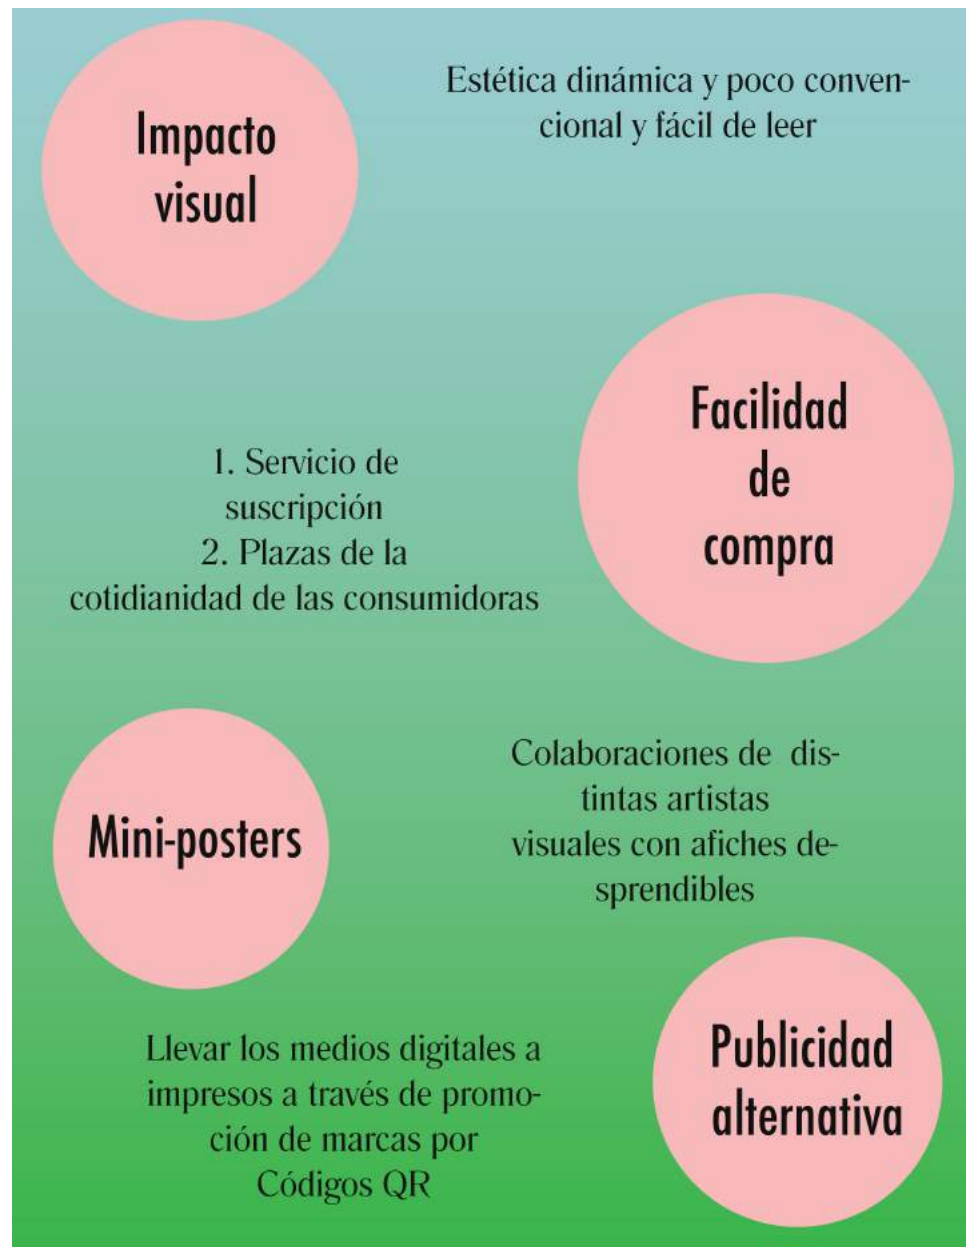 Impacto
visual
Estética dinámica y poco conven-
cional y fácil de leer
Facilidad
de
compra
1. Servicio de
suscripción
2. Plazas de la
cotidianidad de las consumidoras
Mini-posters
Colaboraciones de  dis-
tintas artistas
visuales con afiches de-
sprendibles
Publicidad
alternativa
Llevar los medios digitales a
impresos a través de promo-
ción de marcas por
Códigos QR